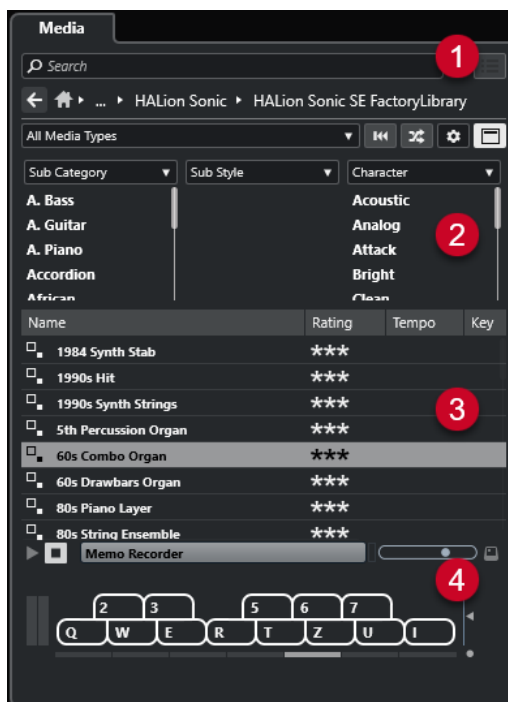 Media
Search
1
... HALion Sonic HALion Sonic SE FactoryLibrary
All Media Types
Sub Category Sub Style Character
A. Bass Acoustic
A. Guitar Analog
A. Piano Attack
Accordion Bright
African Clean
2
Name Rating Tempo Key
1984 Synth Stab ***
1990s Hit ***
1990s Synth Strings ***
5th Percussion Organ ***
60s Combo Organ ***
60s Drawbars Organ ***
80s Piano Layer ***
80s String Ensemble ***
3
Memo Recorder
4
2 3 5 6 7
Q W E R T Z U I